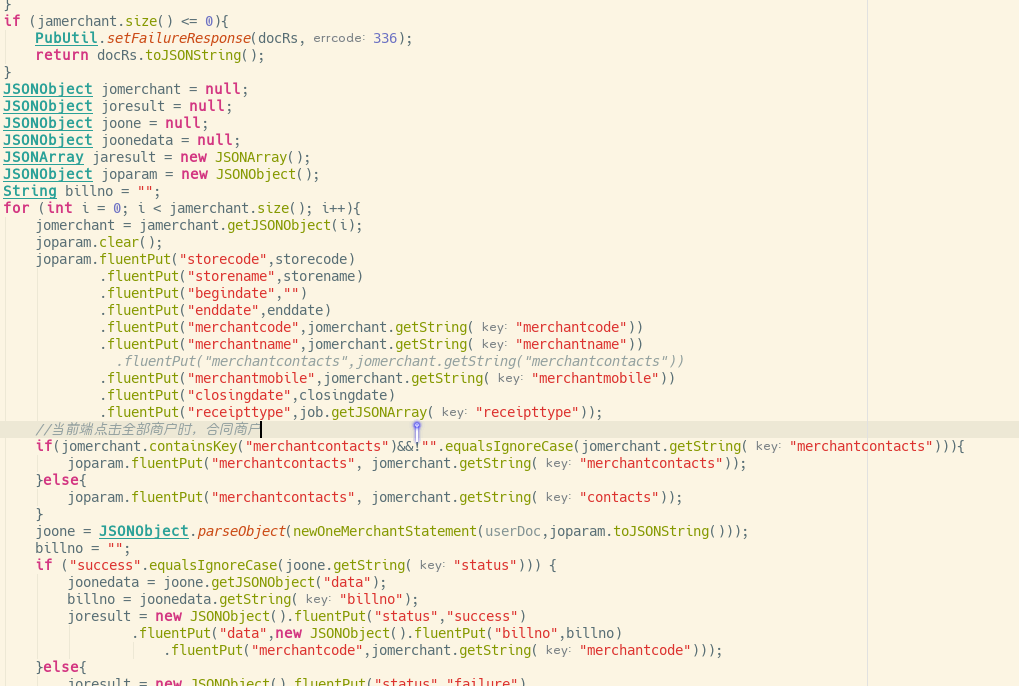 }
if (jamerchant.size() <= 0){
    PubUtil.setFailureResponse(docRs, errcode: 336);
    return docRs.toJSONString();
}
JSONObject jomerchant = null;
JSONObject joresult = null;
JSONObject joone = null;
JSONObject joonedata = null;
JSONArray jaresult = new JSONArray();
JSONObject joparam = new JSONObject();
String billno = "";
for (int i = 0; i < jamerchant.size(); i++){
    jomerchant = jamerchant.getJSONObject(i);
    joparam.clear();
    joparam.fluentPut("storecode",storecode)
            .fluentPut("storename",storename)
            .fluentPut("begindate","")
            .fluentPut("enddate",enddate)
            .fluentPut("merchantcode",jomerchant.getString( key: "merchantcode"))
            .fluentPut("merchantname",jomerchant.getString( key: "merchantname"))
              .fluentPut("merchantcontacts",jomerchant.getString("merchantcontacts"))
            .fluentPut("merchantmobile",jomerchant.getString( key: "merchantmobile"))
            .fluentPut("closingdate",closingdate)
            .fluentPut("receipttype",job.getJSONArray( key: "receipttype"));
    //当前端点击全部商户时，合同商户
    if(jomerchant.containsKey("merchantcontacts")&&!"".equalsIgnoreCase(jomerchant.getString( key: "merchantcontacts"))){
        joparam.fluentPut("merchantcontacts", jomerchant.getString( key: "merchantcontacts"));
    }else{
        joparam.fluentPut("merchantcontacts", jomerchant.getString( key: "contacts"));
    }
    joone = JSONObject.parseObject(newOneMerchantStatement(userDoc,joparam.toJSONString()));
    billno = "";
    if ("success".equalsIgnoreCase(joone.getString( key: "status"))) {
        joonedata = joone.getJSONObject("data");
        billno = joonedata.getString( key: "billno");
        joresult = new JSONObject().fluentPut("status","success")
                .fluentPut("data",new JSONObject().fluentPut("billno",billno)
                    .fluentPut("merchantcode",jomerchant.getString( key: "merchantcode")));
    }else{
        joresult = new JSONObject().fluentPut("status","failure")